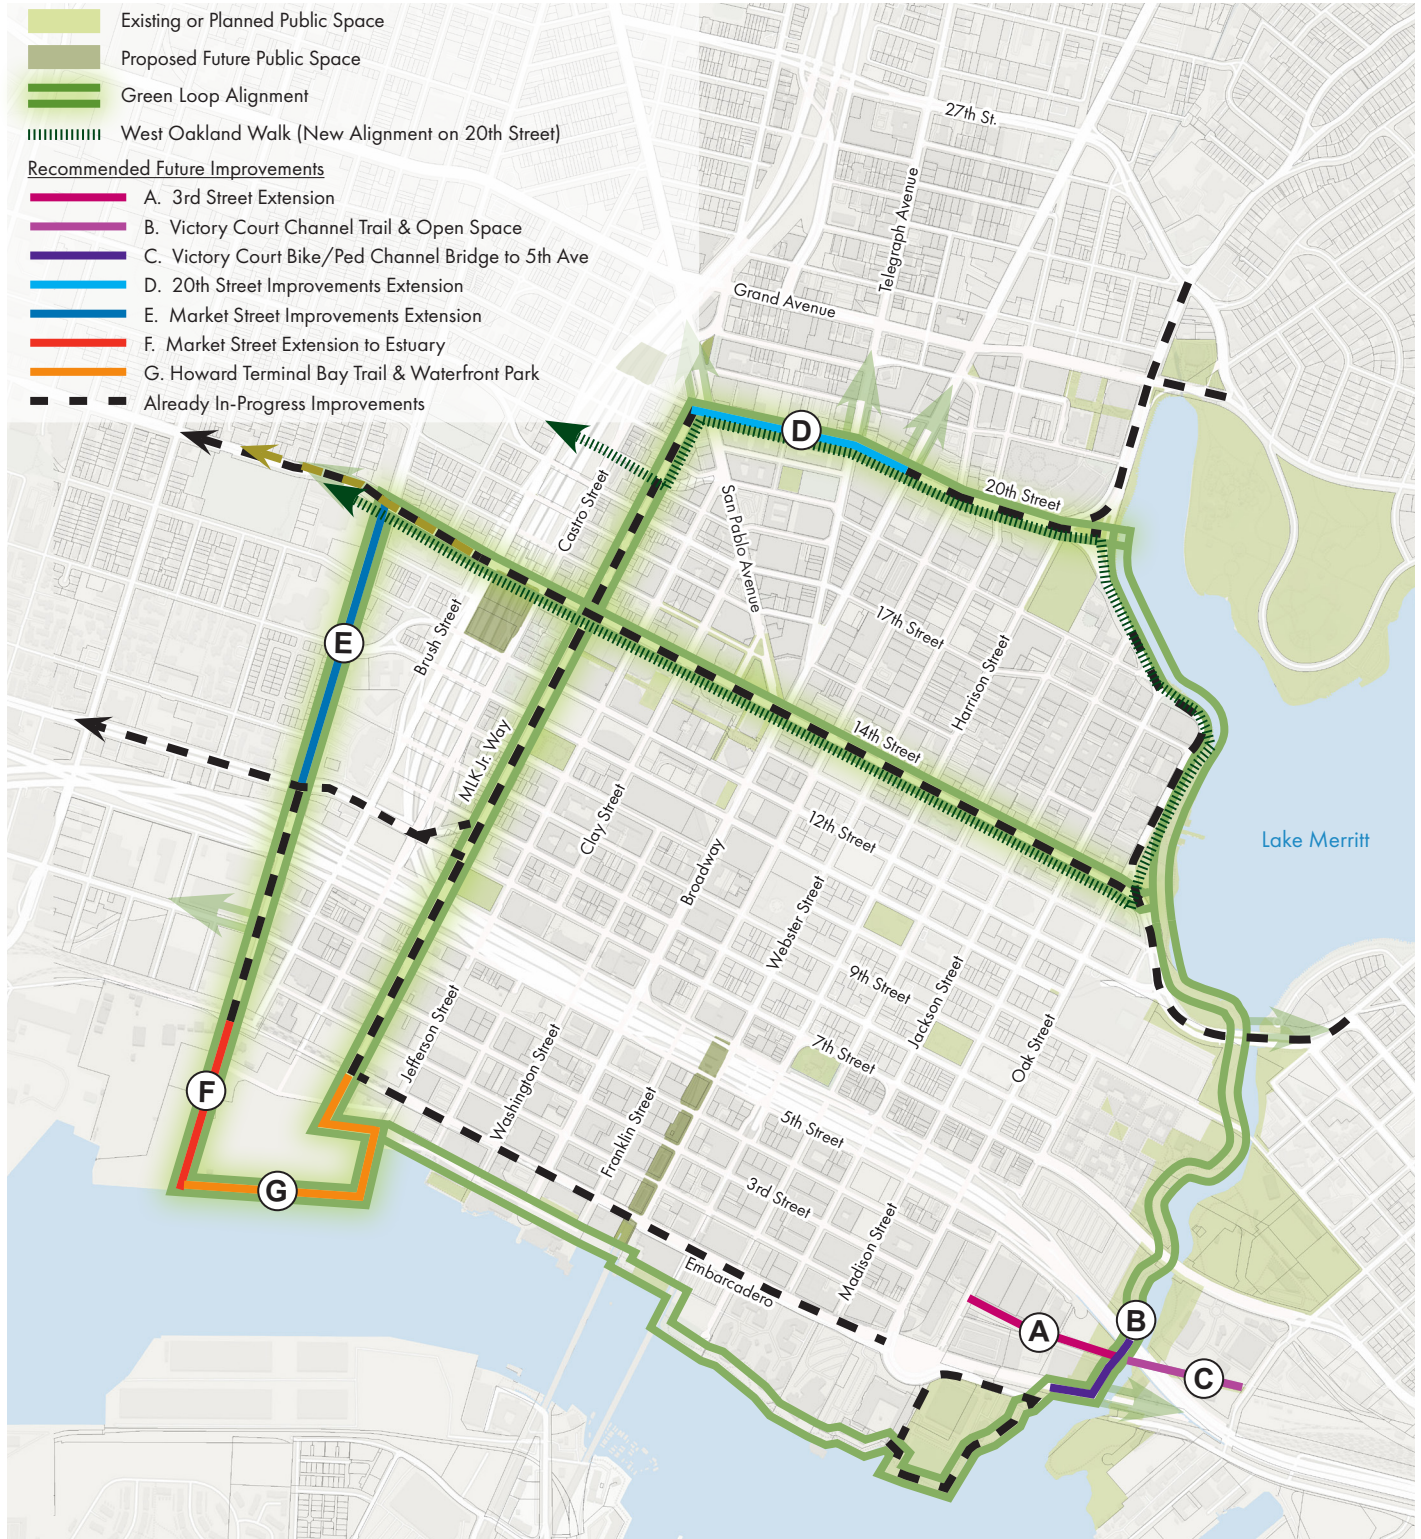 Existing or Planned Public Space
Proposed Future Public Space
Green Loop Alignment
West Oakland Walk (New Alignment on 20th Street)
Recommended Future Improvements
A. 3rd Street Extension
B. Victory Court Channel Trail & Open Space
C. Victory Court Bike/Ped Channel Bridge to 5th Ave
D. 20th Street Improvements Extension
E. Market Street Improvements Extension
F. Market Street Extension to Estuary
G. Howard Terminal Bay Trail & Waterfront Park
Already In-Progress Improvements
27th St.
Telegraph Avenue
Grand Avenue
D
20th Street
Castro Street
San Pablo Avenue
E
Brush Street
17th Street
Harrison Street
MLK Jr. Way
14th Street
Clay Street
12th Street
Lake Merritt
Broadway
Webster Street
9th Street
Jackson Street
Jefferson Street
Washington Street
7th Street
Oak Street
F
Franklin Street
5th Street
G
3rd Street
Madison Street
Embarcadero
A
B
C